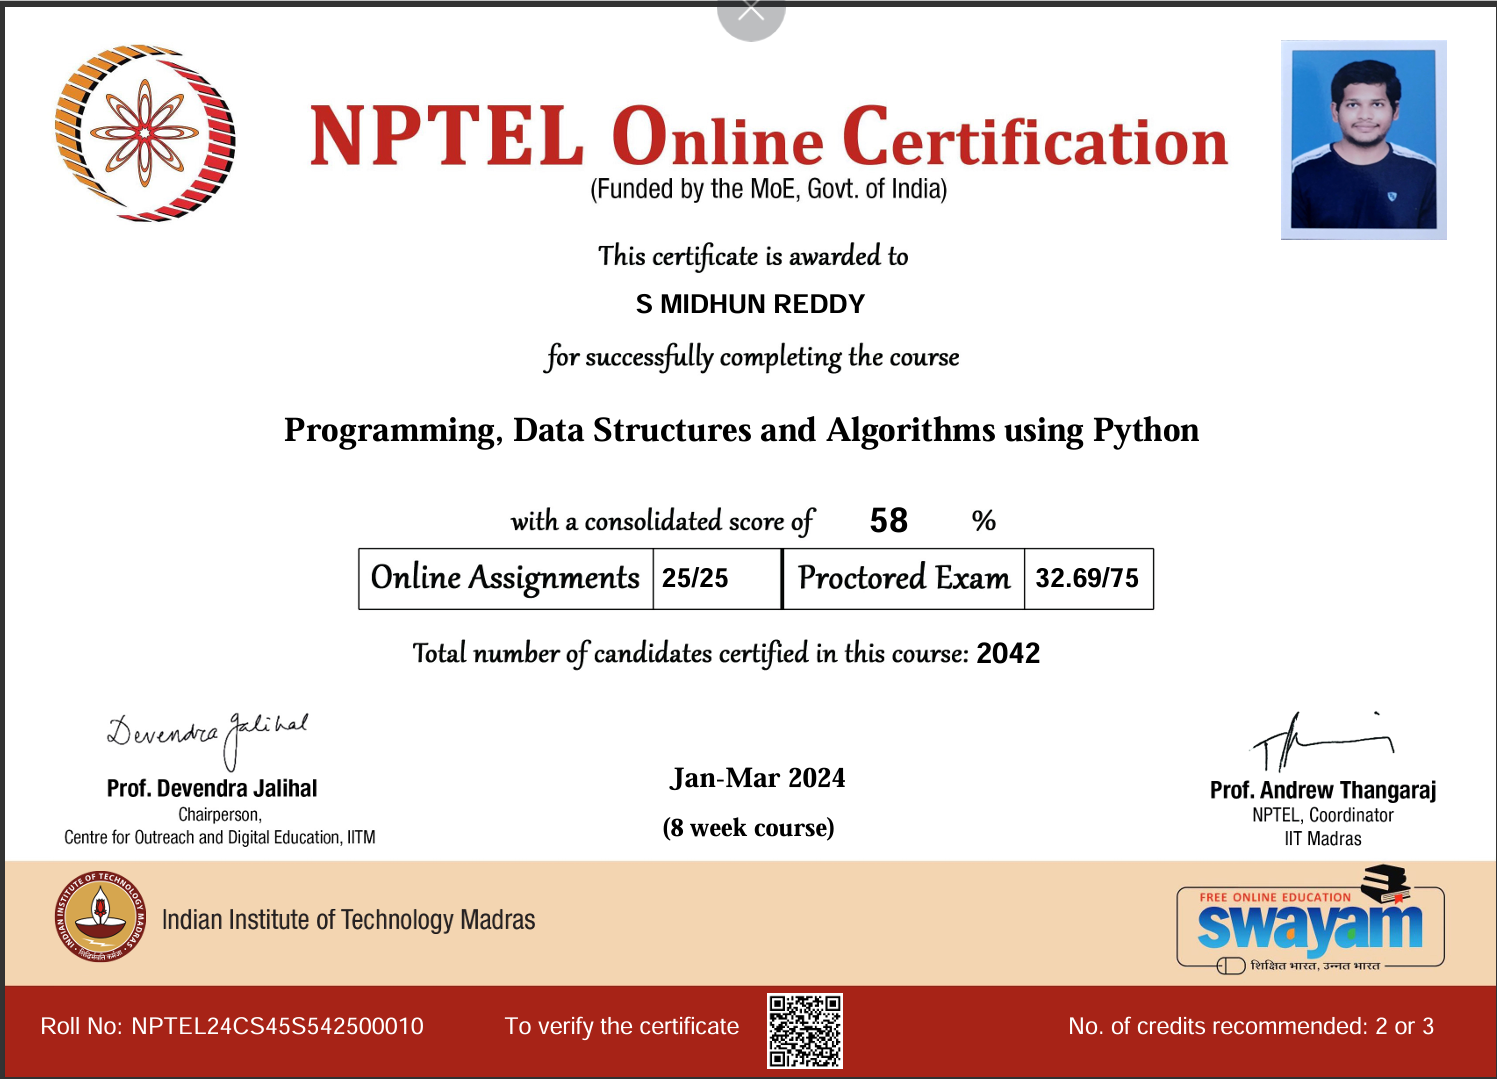 NPTEL Online Certification
(Funded by the MoE, Govt. of India)
This certificate is awarded to
S MIDHUN REDDY
for successfully completing the course
Programming, Data Structures and Algorithms using Python
with a consolidated score of 58 %
Online Assignments 25/25 Proctored Exam 32.69/75
Total number of candidates certified in this course: 2042
Devendra Jalihal
Prof. Devendra Jalihal
Chairperson,
Centre for Outreach and Digital Education, IITM
Jan-Mar 2024
(8 week course)
Prof. Andrew Thangaraj
NPTEL, Coordinator
IIT Madras
INDIAN INSTITUTE OF TECHNOLOGY MADRAS
Indian Institute of Technology Madras
FREE ONLINE EDUCATION
swayam
शिक्षित भारत, उन्नत भारत
Roll No: NPTEL24CS45S542500010 To verify the certificate No. of credits recommended: 2 or 3